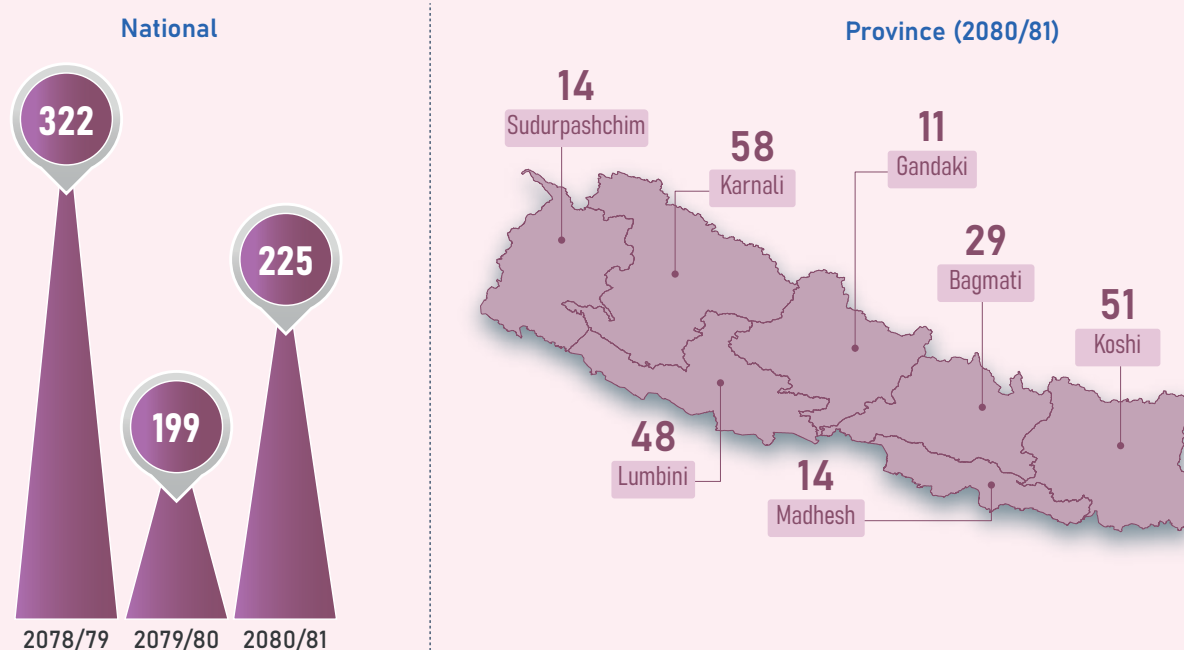 National
322
199
225
2078/79
2079/80
2080/81
Province (2080/81)
14
Sudurpashchim
58
Karnali
11
Gandaki
29
Bagmati
51
Koshi
48
Lumbini
14
Madhesh